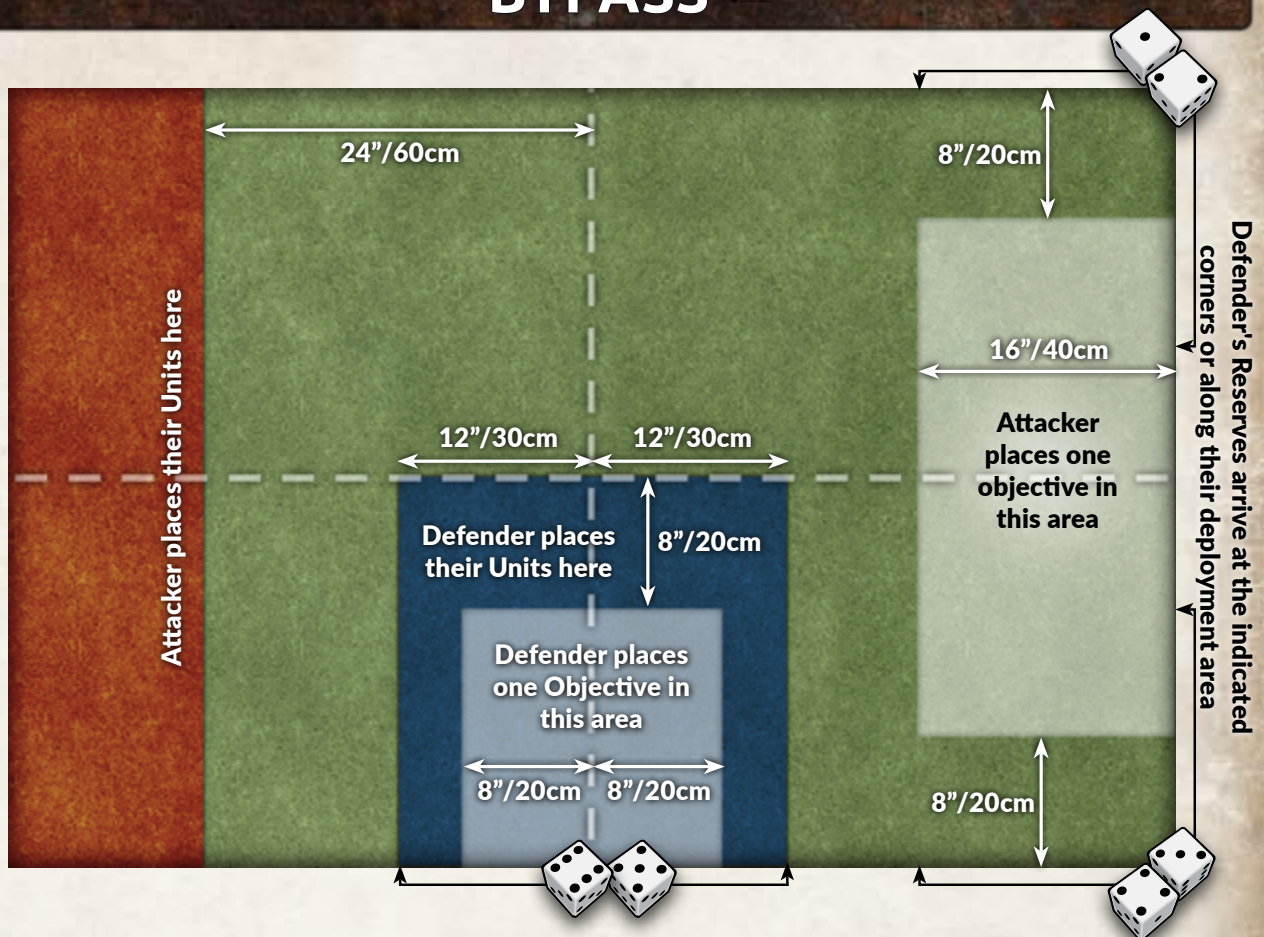 BYPASS
24”/60cm
8”/20cm
Attacker places their Units here
16”/40cm
Attacker
places one
objective in
this area
12”/30cm
12”/30cm
Defender places
their Units here
8”/20cm
Defender places
one Objective in
this area
8”/20cm
8”/20cm
8”/20cm
Defender's Reserves arrive at the indicated
corners or along their deployment area